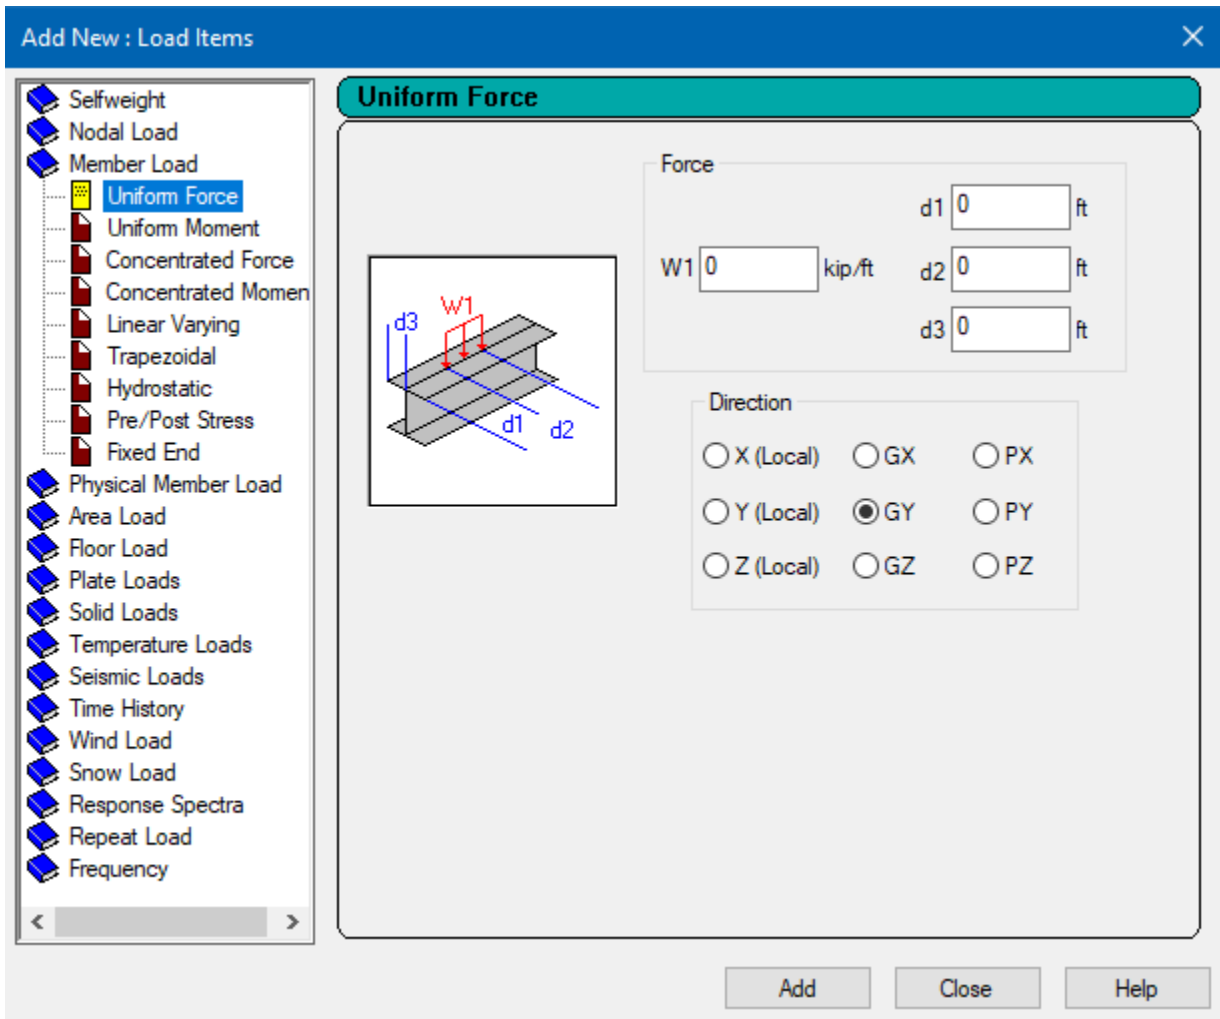 Add New : Load Items
Selfweight
Nodal Load
Member Load
Uniform Force
Uniform Moment
Concentrated Force
Concentrated Momen
Linear Varying
Trapezoidal
Hydrostatic
Pre/Post Stress
Fixed End
Physical Member Load
Area Load
Floor Load
Plate Loads
Solid Loads
Temperature Loads
Seismic Loads
Time History
Wind Load
Snow Load
Response Spectra
Repeat Load
Frequency
Uniform Force
W1
d3
d1
d2
Force
d1 0 ft
W1 0 kip/ft d2 0 ft
d3 0 ft
Direction
X (Local) GX PX
Y (Local) GY PY
Z (Local) GZ PZ
Add Close Help